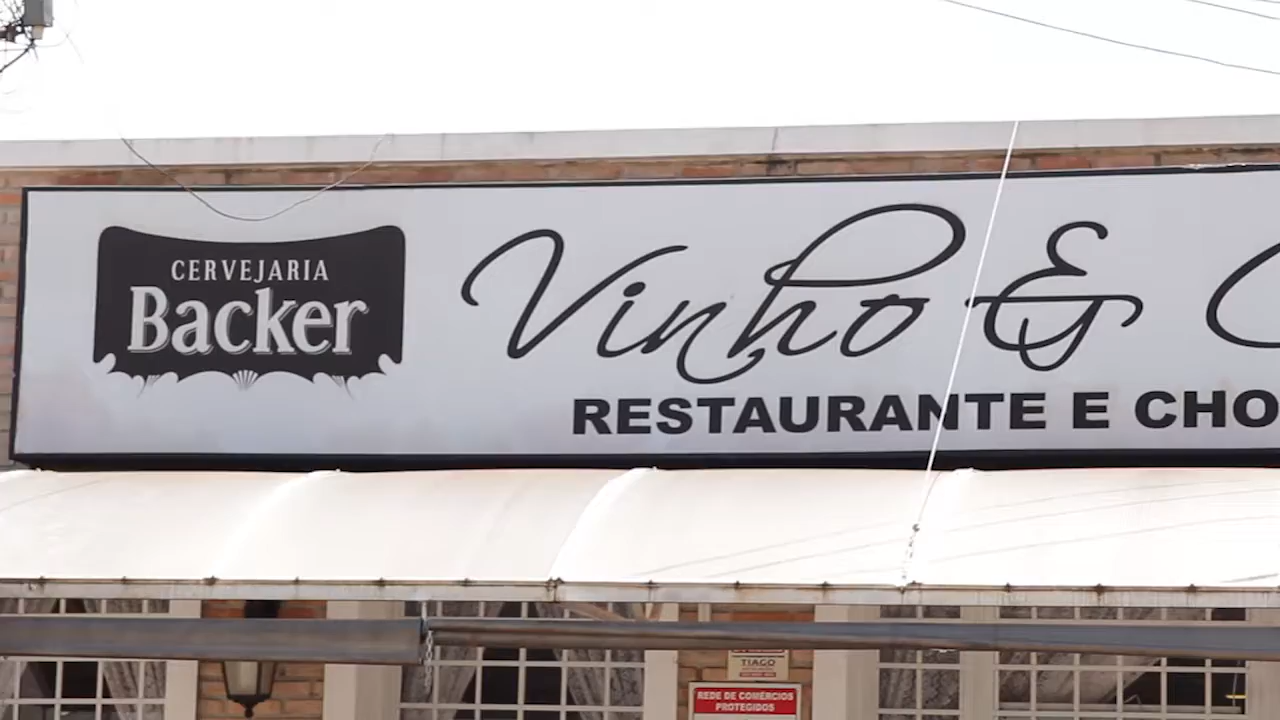 CERVEJARIA
Backer
Vinho &
RESTAURANTE E CHO
TIAGO
REDE DE COMÉRCIOS
PROTEGIDOS